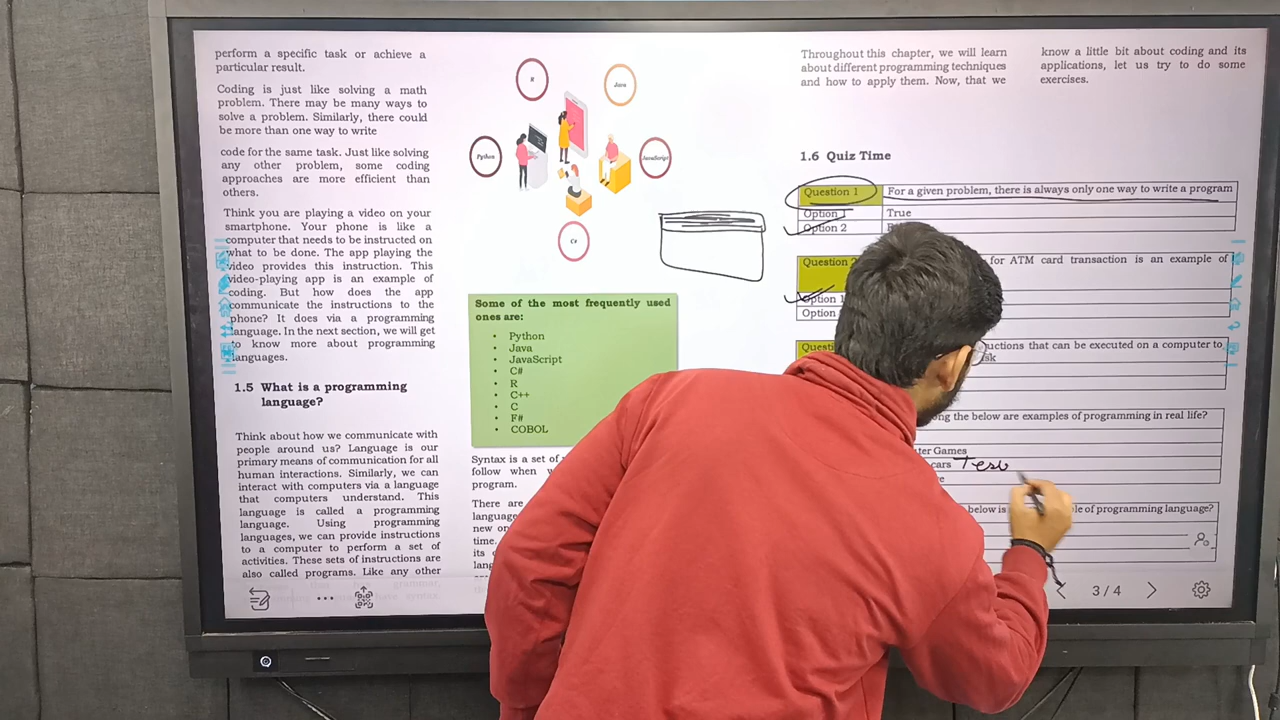 perform a specific task or achieve a
particular result.
Coding is just like solving a math
problem. There may be many ways to
solve a problem. Similarly, there could
be more than one way to write
code for the same task. Just like solving
any other problem, some coding
approaches are more efficient than
others.
Think you are playing a video on your
smartphone. Your phone is like a
computer that needs to be instructed on
what to be done. The app playing the
video provides this instruction. This
video-playing app is an example of
coding. But how does the app
communicate the instructions to the
phone? It does via a programming
language. In the next section, we will get
to know more about programming
languages.
1.5 What is a programming
language?
Think about how we communicate with
people around us? Language is our
primary means of communication for all
human interactions. Similarly, we can
interact with computers via a language
that computers understand. This
language is called a programming
language. Using programming
languages, we can provide instructions
to a computer to perform a set of
activities. These sets of instructions are
also called programs. Like any other
R
Java
Python
JavaScript
C#
Some of the most frequently used
ones are:
• Python
• Java
• JavaScript
• C#
• R
• C++
• C
• F#
• COBOL
Syntax is a set of
follow when
program.
There are
language
new on
time.
its
lang
Throughout this chapter, we will learn
about different programming techniques
and how to apply them. Now, that we
know a little bit about coding and its
applications, let us try to do some
exercises.
1.6 Quiz Time
Question 1 For a given problem, there is always only one way to write a program
Option 1 True
Option 2
Question for ATM card transaction is an example of
Option 1
Option
Questi uctions that can be executed on a computer to
sk
ng the below are examples of programming in real life?
ter Games
cars Tes
below is le of programming language?
3 / 4